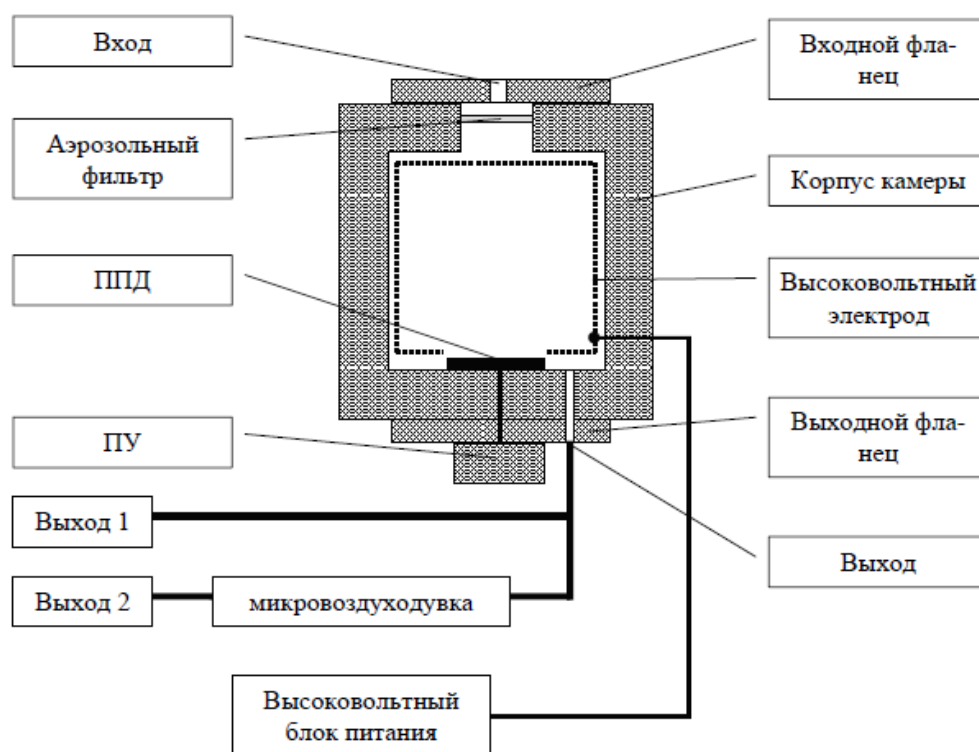 Вход
Аэрозольный
фильтр
ППД
ПУ
Выход 1
Выход 2
микровоздуходувка
Высоковольтный
блок питания
Входной фла-
нец
Корпус камеры
Высоковольтный
электрод
Выходной фла-
нец
Выход